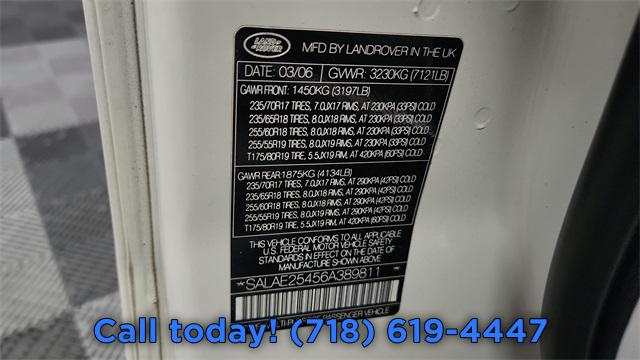 LAND ROVER
MFD BY LANDROVER IN THE UK
DATE: 03/06 GVWR: 3230KG (7121LB)
GAWR FRONT: 1450KG (3197LB)
235/70R17 TIRES, 7.0JX17 RIMS, AT 230KPA (33PSI) COLD
235/65R18 TIRES, 8.0JX18 RIMS, AT 230KPA (33PSI) COLD
255/60R18 TIRES, 8.0JX18 RIMS, AT 230KPA (33PSI) COLD
255/55R19 TIRES, 8.0JX19 RIMS, AT 230KPA (33PSI) COLD
T175/80R19 TIRE, 5.5JX19 RIM, AT 420KPA (60PSI) COLD
GAWR REAR:1875KG (4134LB)
235/70R17 TIRES, 7.0JX17 RIMS, AT 290KPA (42PSI) COLD
235/65R18 TIRES, 8.0JX18 RIMS, AT 290KPA (42PSI) COLD
255/60R18 TIRES, 8.0JX18 RIMS, AT 290KPA (42PSI) COLD
255/55R19 TIRES, 8.0JX19 RIMS, AT 290KPA (42PSI) COLD
T175/80R19 TIRE, 5.5JX19 RIM, AT 420KPA (60PSI) COLD
THIS VEHICLE CONFORMS TO ALL APPLICABLE
U.S. FEDERAL MOTOR VEHICLE SAFETY
STANDARDS IN EFFECT ON THE DATE OF
MANUFACTURE SHOWN ABOVE.
* SALAE25456A389811 *
PASSENGER VEHICLE
Call today! (718) 619-4447